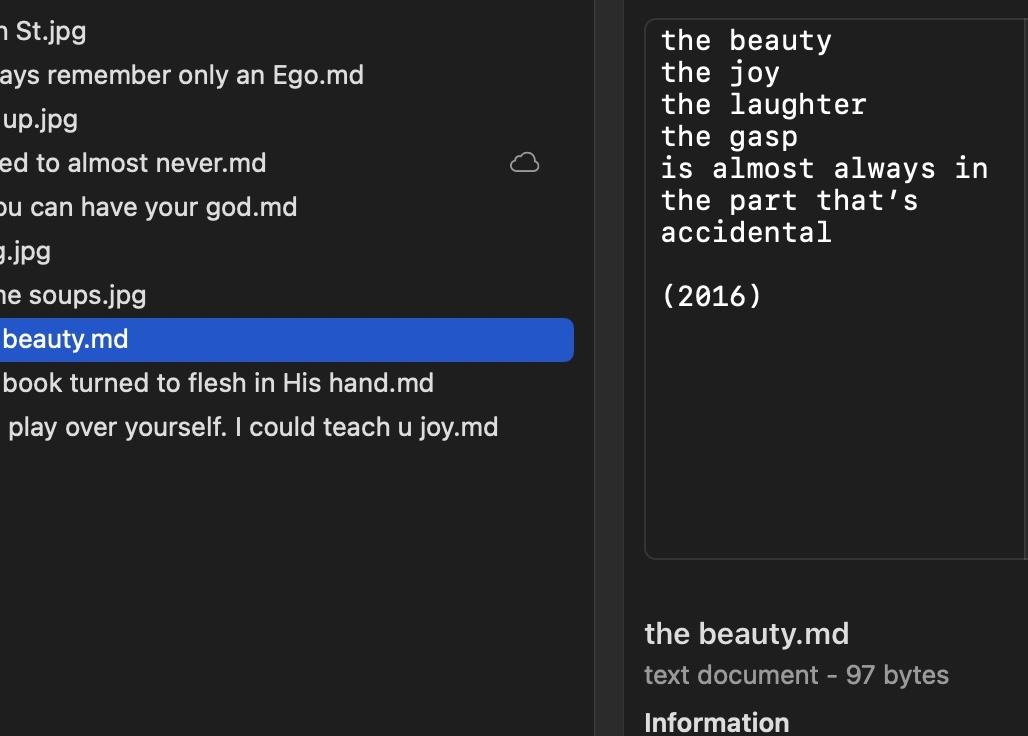 St.jpg
ays remember only an Ego.md
up.jpg
ed to almost never.md
ou can have your god.md
g.jpg
ne soups.jpg
beauty.md
book turned to flesh in His hand.md
play over yourself. I could teach u joy.md
the beauty
the joy
the laughter
the gasp
is almost always in
the part that's
accidental
(2016)
the beauty.md
text document - 97 bytes
Information